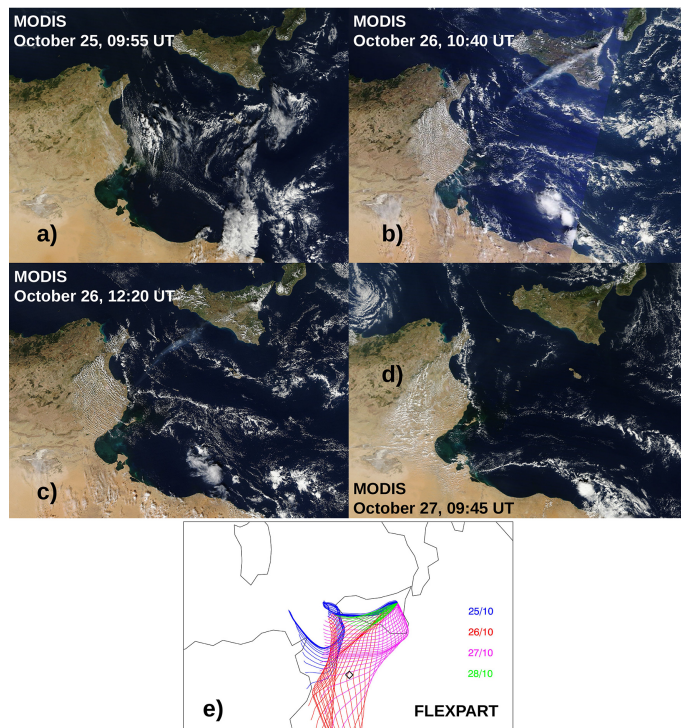 MODIS
October 25, 09:55 UT
a)
MODIS
October 26, 10:40 UT
b)
MODIS
October 26, 12:20 UT
c)
d)
MODIS
October 27, 09:45 UT
25/10
26/10
27/10
28/10
e)
FLEXPART